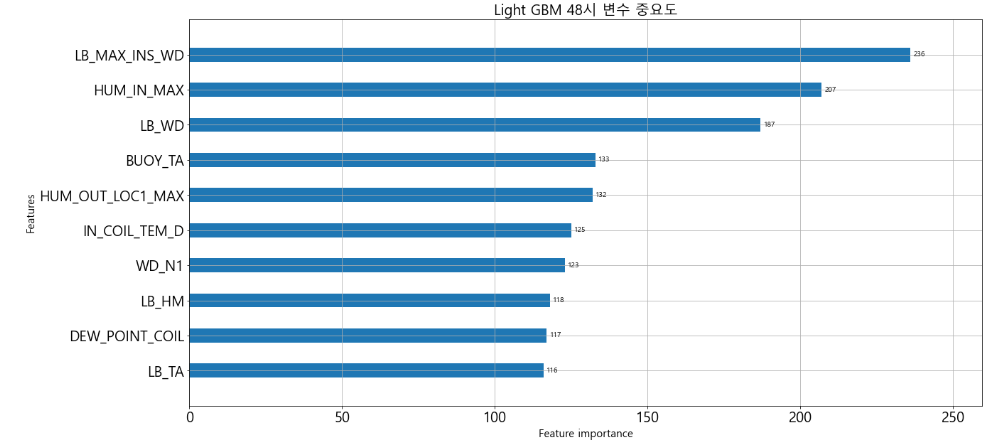 Light GBM 48시 변수 중요도
LB_MAX_INS_WD
236
HUM_IN_MAX
207
LB_WD
187
BUOY_TA
133
HUM_OUT_LOC1_MAX
132
IN_COIL_TEM_D
125
WD_N1
123
LB_HM
118
DEW_POINT_COIL
117
LB_TA
116
Features
0 50 100 150 200 250
Feature importance